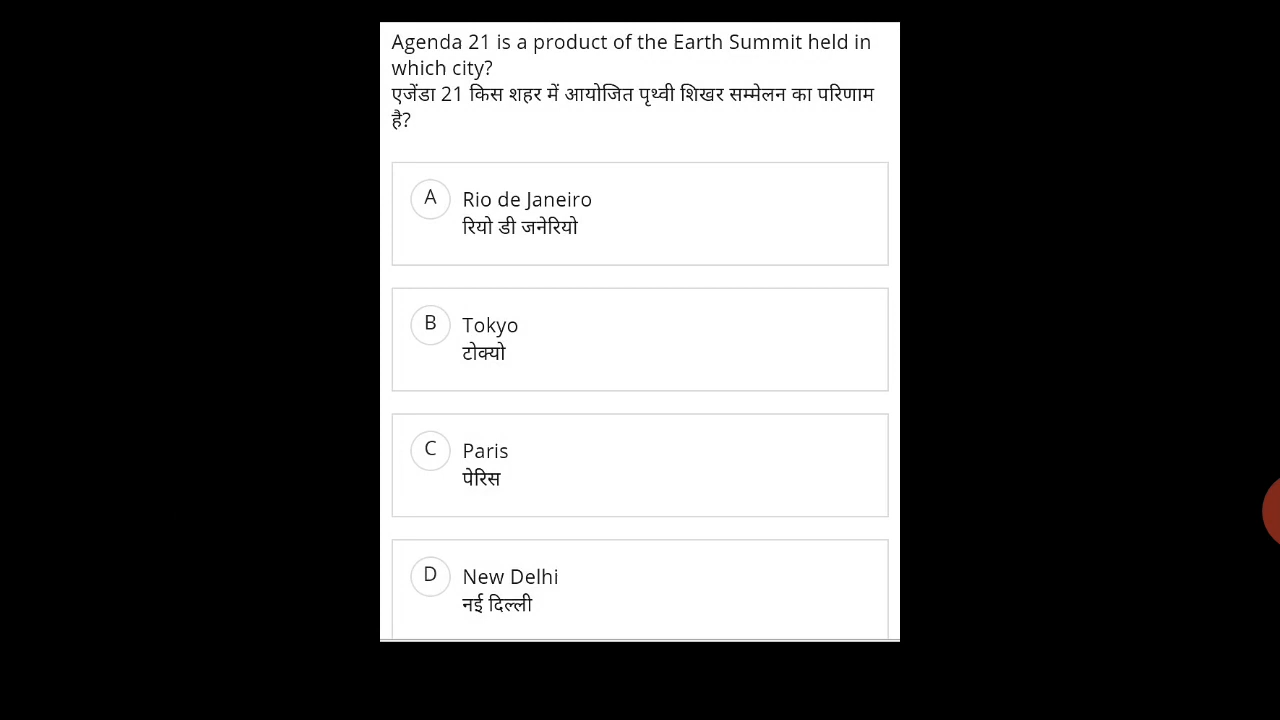 Agenda 21 is a product of the Earth Summit held in
which city?
एजेंडा 21 किस शहर में आयोजित पृथ्वी शिखर सम्मेलन का परिणाम
है?
A Rio de Janeiro
रियो डी जनेरियो
B Tokyo
टोक्यो
C Paris
पेरिस
D New Delhi
नई दिल्ली